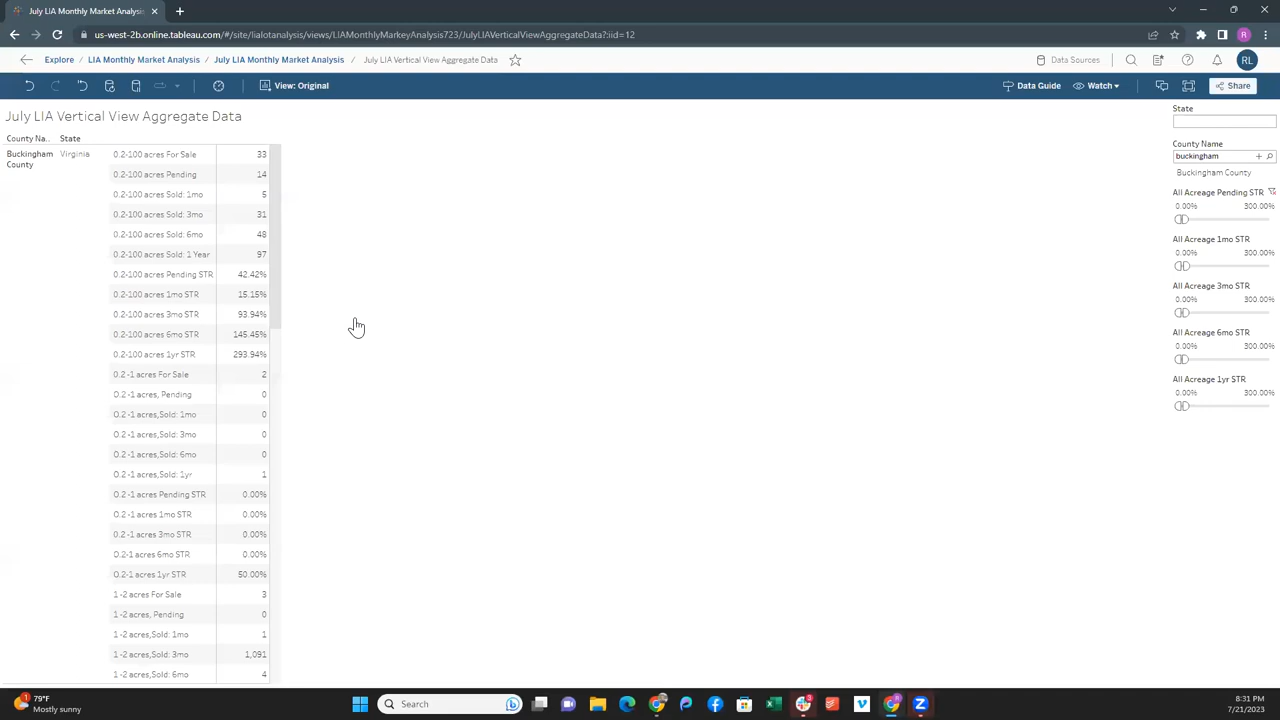 July LIA Monthly Market Analysis
us-west-2b.online.tableau.com/#/site/lialotanalysis/views/LIAMonthlyMarkeyAnalysis723/JulyLIAVerticalViewAggregateData?:iid=12
R
Explore / LIA Monthly Market Analysis / July LIA Monthly Market Analysis / July LIA Vertical View Aggregate Data
Data Sources
RL
View: Original
Data Guide
Watch
Share
July LIA Vertical View Aggregate Data
County Na.. State
Buckingham County Virginia
0.2-100 acres For Sale 33
0.2-100 acres Pending 14
0.2-100 acres Sold: 1mo 5
0.2-100 acres Sold: 3mo 31
0.2-100 acres Sold: 6mo 48
0.2-100 acres Sold: 1 Year 97
0.2-100 acres Pending STR 42.42%
0.2-100 acres 1mo STR 15.15%
0.2-100 acres 3mo STR 93.94%
0.2-100 acres 6mo STR 145.45%
0.2-100 acres 1yr STR 293.94%
0.2 -1 acres For Sale 2
0.2 -1 acres, Pending 0
0.2 -1 acres,Sold: 1mo 0
0.2 -1 acres,Sold: 3mo 0
0.2 -1 acres,Sold: 6mo 0
0.2 -1 acres,Sold: 1yr 1
0.2 -1 acres Pending STR 0.00%
0.2 -1 acres 1mo STR 0.00%
0.2 -1 acres 3mo STR 0.00%
0.2-1 acres 6mo STR 0.00%
0.2-1 acres 1yr STR 50.00%
1 -2 acres For Sale 3
1 -2 acres, Pending 0
1 -2 acres,Sold: 1mo 1
1 -2 acres,Sold: 3mo 1,091
1 -2 acres,Sold: 6mo 4
State
County Name
buckingham
Buckingham County
All Acreage Pending STR
0.00% 300.00%
All Acreage 1mo STR
0.00% 300.00%
All Acreage 3mo STR
0.00% 300.00%
All Acreage 6mo STR
0.00% 300.00%
All Acreage 1yr STR
0.00% 300.00%
1
79°F
Mostly sunny
Search
8:31 PM
7/21/2023